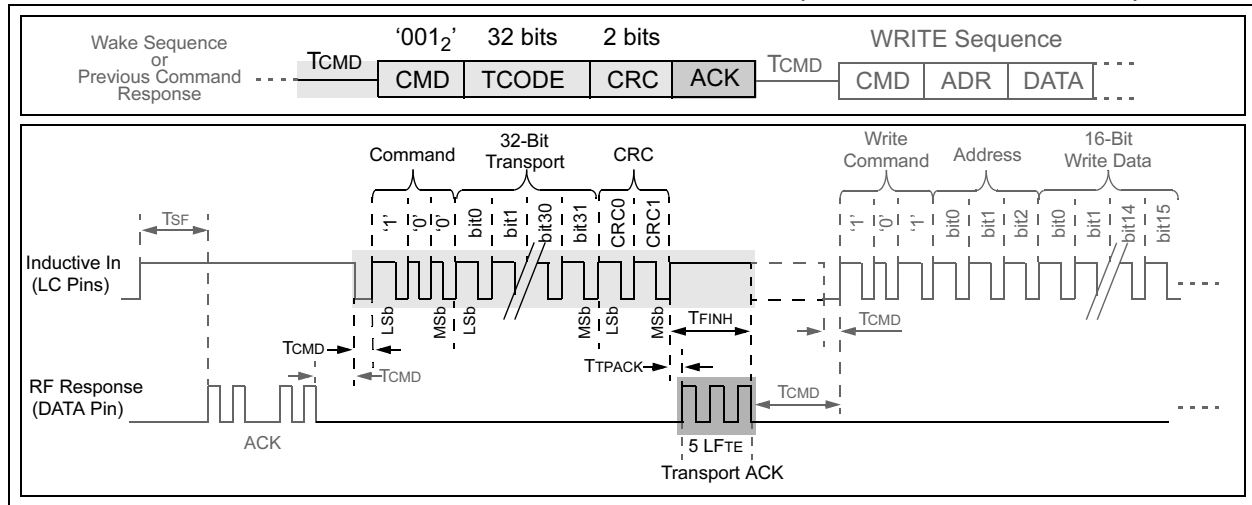 '001₂' 32 bits 2 bits WRITE Sequence
Wake Sequence
or
Previous Command
Response
TCMD CMD TCODE CRC ACK TCMD CMD ADR DATA
Command 32-Bit Transport CRC Write Command Address 16-Bit Write Data
TSF
'1' '0' '0' bit0 bit1 bit30 bit31 CRC0 CRC1 '1' '0' '1' bit0 bit1 bit2 bit0 bit1 bit14 bit15
Inductive In
(LC Pins)
LSb MSb LSb MSb LSb MSb
TFINH TCMD
TCMD TTPACK
TCMD TCMD
RF Response
(DATA Pin)
ACK
5 LFTE
Transport ACK